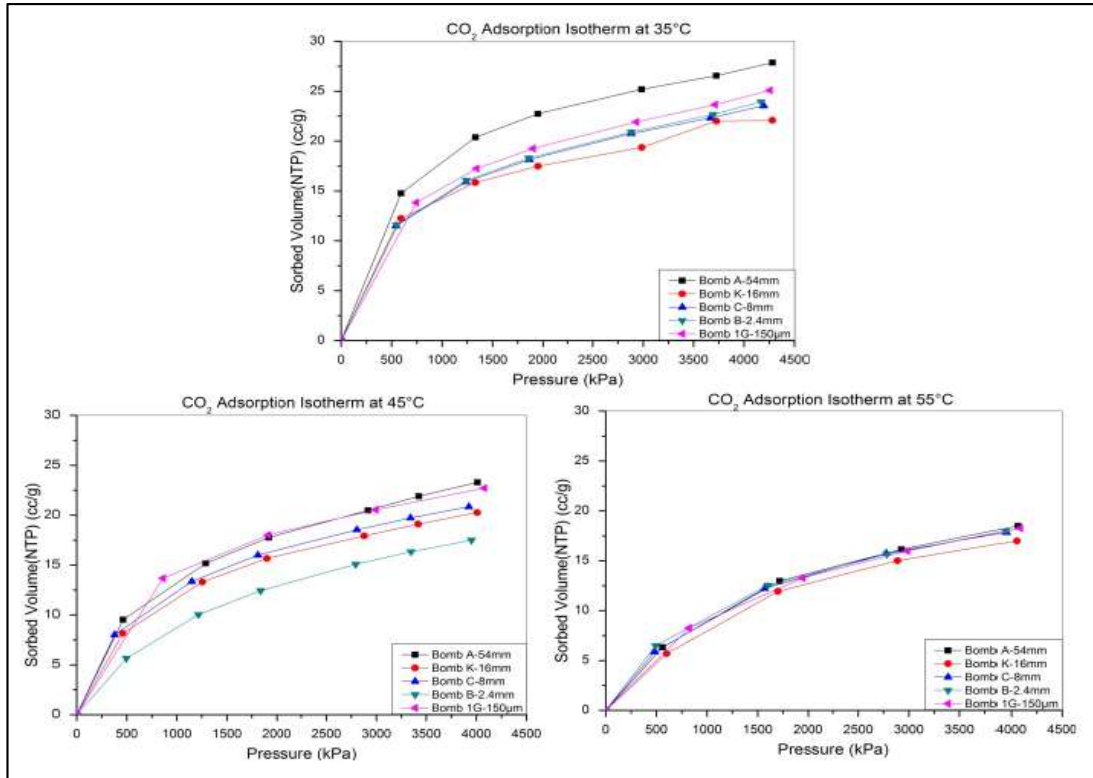 CO2 Adsorption Isotherm at 35°C
30
25
20
15
10
5
0
Sorbed Volume(NTP) (cc/g)
0 500 1000 1500 2000 2500 3000 3500 4000 4500
Pressure (kPa)
Bomb A-54mm
Bomb K-16mm
Bomb C-8mm
Bomb B-2.4mm
Bomb 1G-150µm
CO2 Adsorption Isotherm at 45°C
30
25
20
15
10
5
0
Sorbed Volume(NTP) (cc/g)
0 500 1000 1500 2000 2500 3000 3500 4000 4500
Pressure (kPa)
Bomb A-54mm
Bomb K-16mm
Bomb C-8mm
Bomb B-2.4mm
Bomb 1G-150µm
CO2 Adsorption Isotherm at 55°C
30
25
20
15
10
5
0
Sorbed Volume(NTP) (cc/g)
0 500 1000 1500 2000 2500 3000 3500 4000 4500
Pressure (kPa)
Bomb A-54mm
Bomb K-16mm
Bomb C-8mm
Bomb B-2.4mm
Bomb 1G-150µm